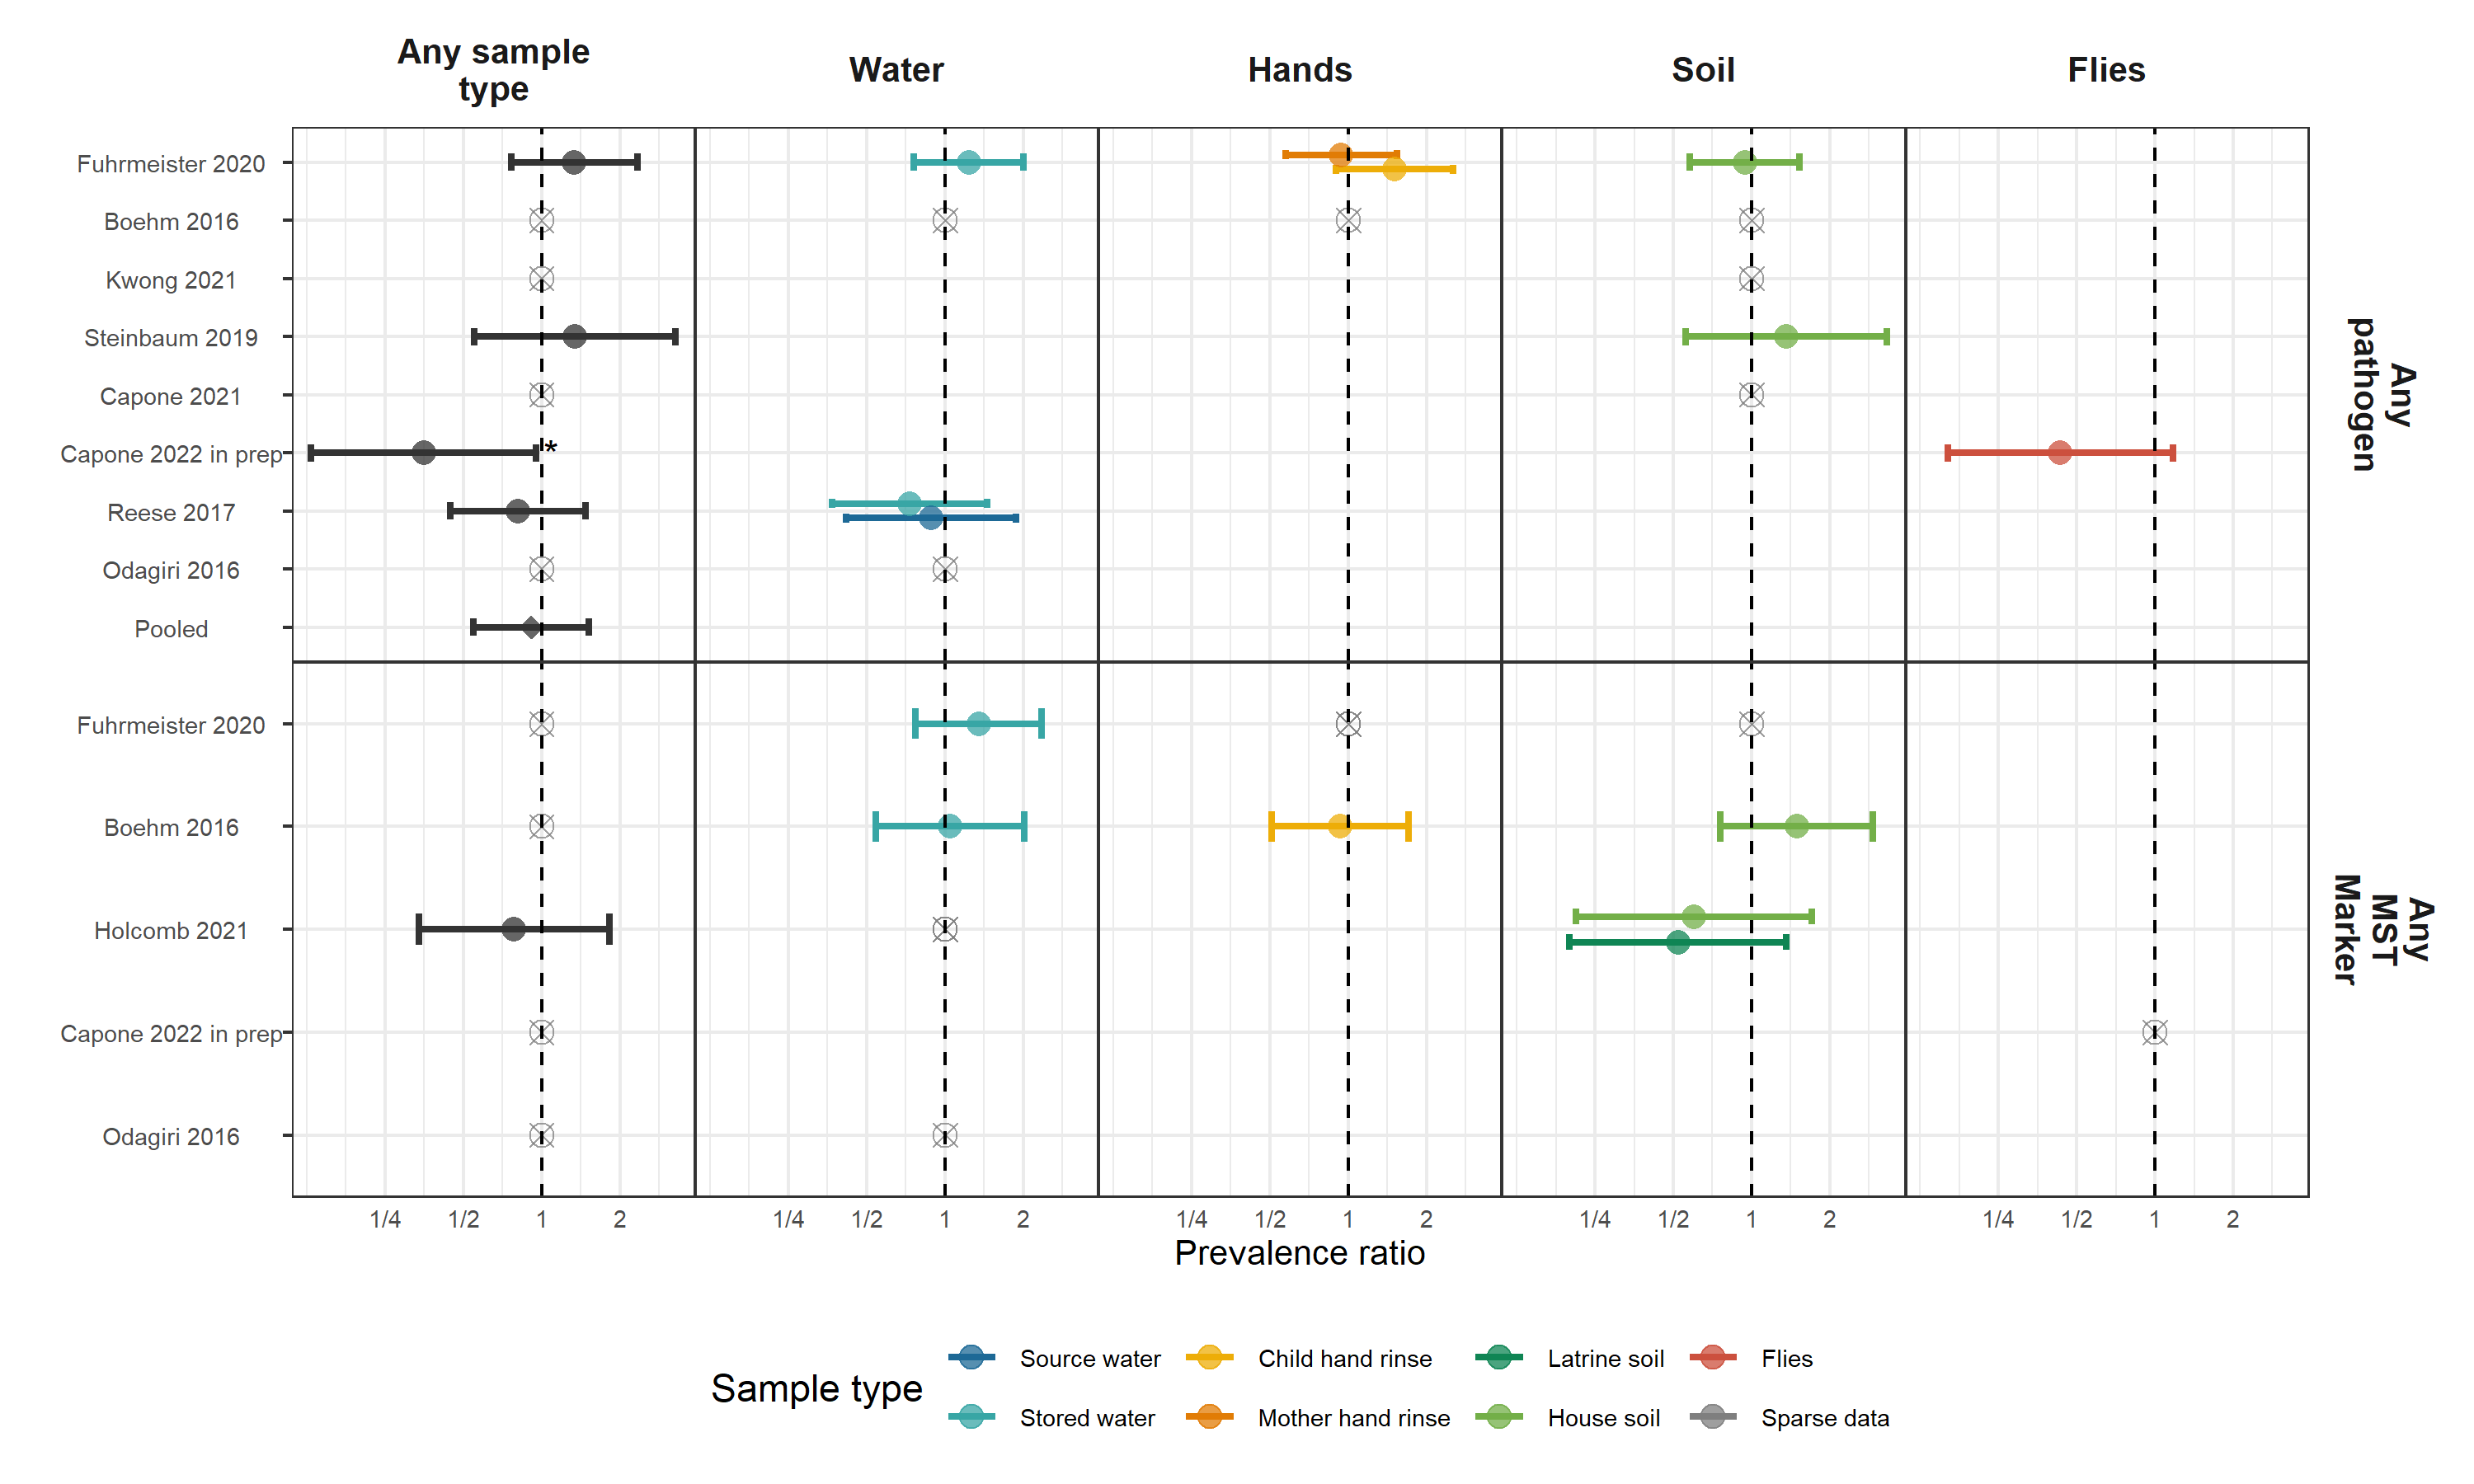 Any sample
type
Water
Hands
Soil
Flies
Fuhrmeister 2020
Boehm 2016
Kwong 2021
Steinbaum 2019
Capone 2021
Capone 2022 in prep
*
Reese 2017
Odagiri 2016
Pooled
Any
pathogen
Fuhrmeister 2020
Boehm 2016
Holcomb 2021
Capone 2022 in prep
Odagiri 2016
Any
MST
Marker
1/4 1/2 1 2
1/4 1/2 1 2
1/4 1/2 1 2
1/4 1/2 1 2
1/4 1/2 1 2
Prevalence ratio
Sample type
Source water
Child hand rinse
Latrine soil
Flies
Stored water
Mother hand rinse
House soil
Sparse data